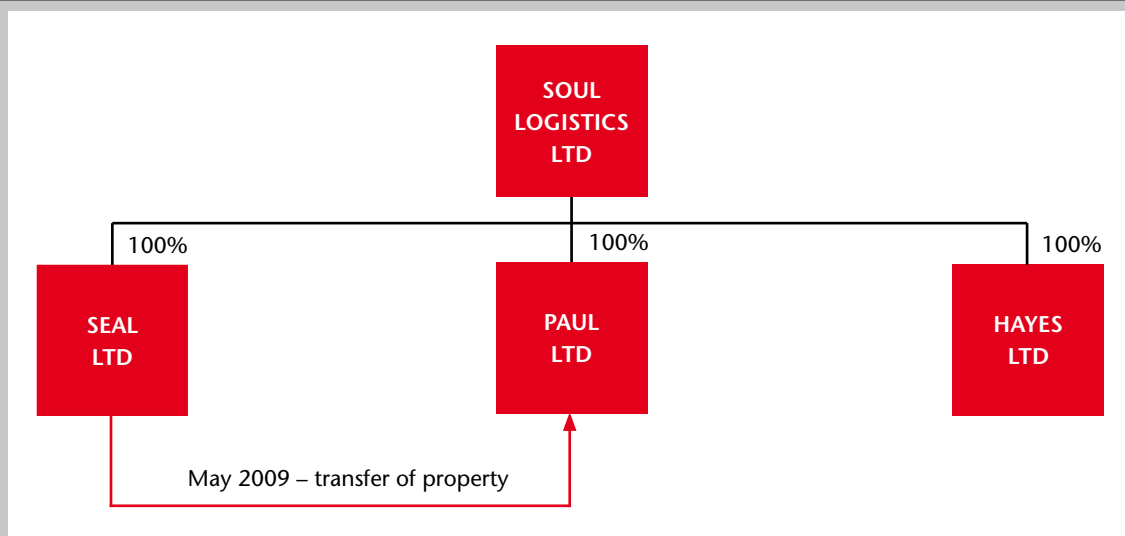 SOUL
LOGISTICS
LTD
100%
100%
100%
SEAL
LTD
PAUL
LTD
HAYES
LTD
May 2009 – transfer of property